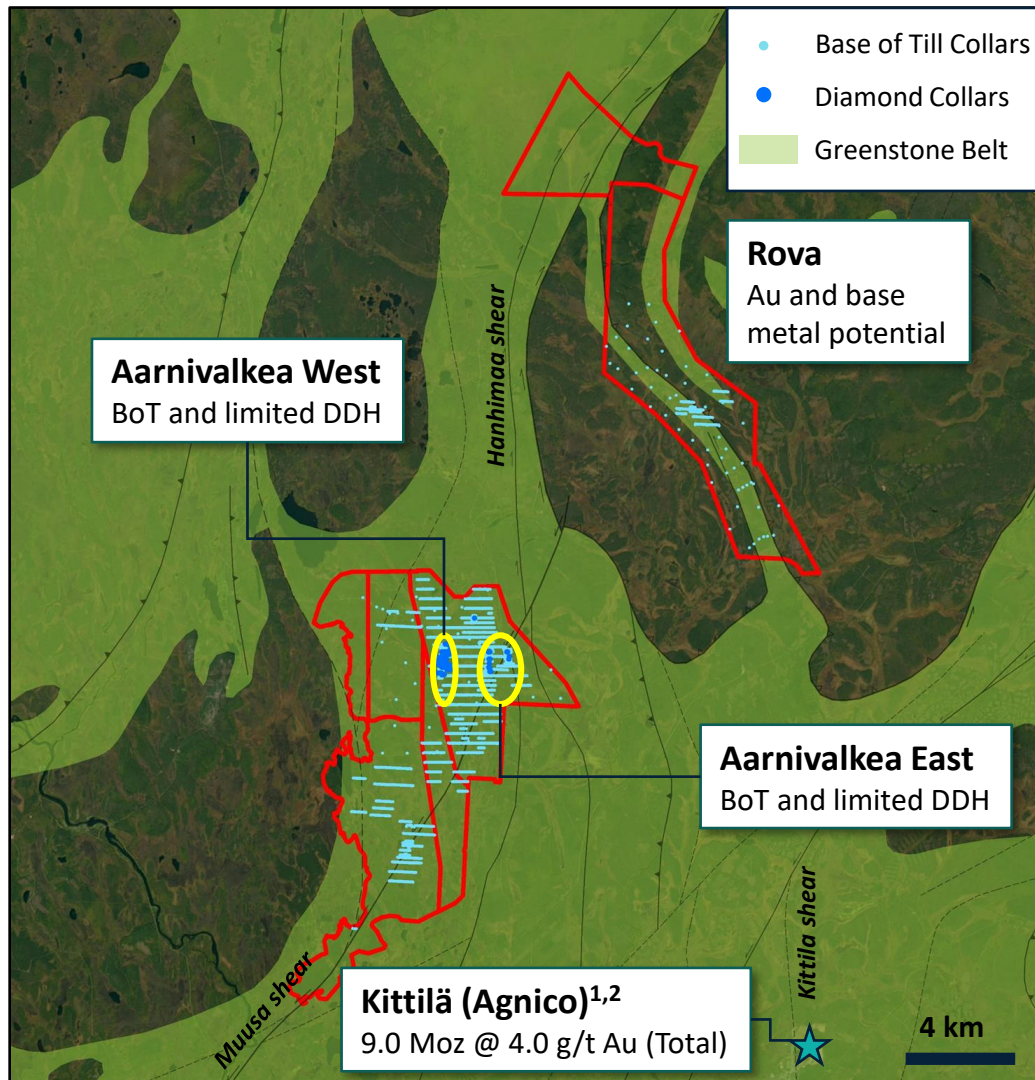 Base of Till Collars
Diamond Collars
Greenstone Belt
Rova
Au and base
metal potential
Hanhimaa shear
Aarnivalkea West
BoT and limited DDH
Aarnivalkea East
BoT and limited DDH
Kittila shear
Muusa shear
Kittilä (Agnico)¹,²
9.0 Moz @ 4.0 g/t Au (Total)
4 km